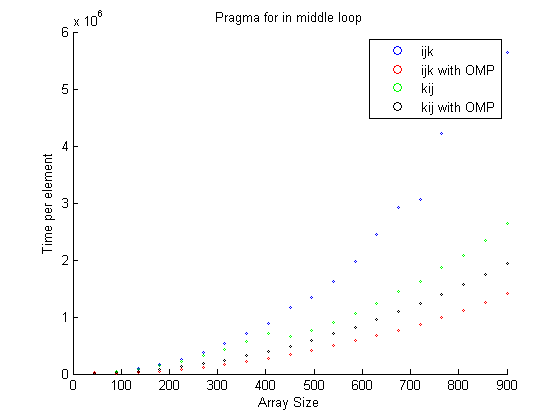 Pragma for in middle loop
x 10^6
6
5
4
3
2
1
0
0 100 200 300 400 500 600 700 800 900
Time per element
Array Size
ijk
ijk with OMP
kij
kij with OMP